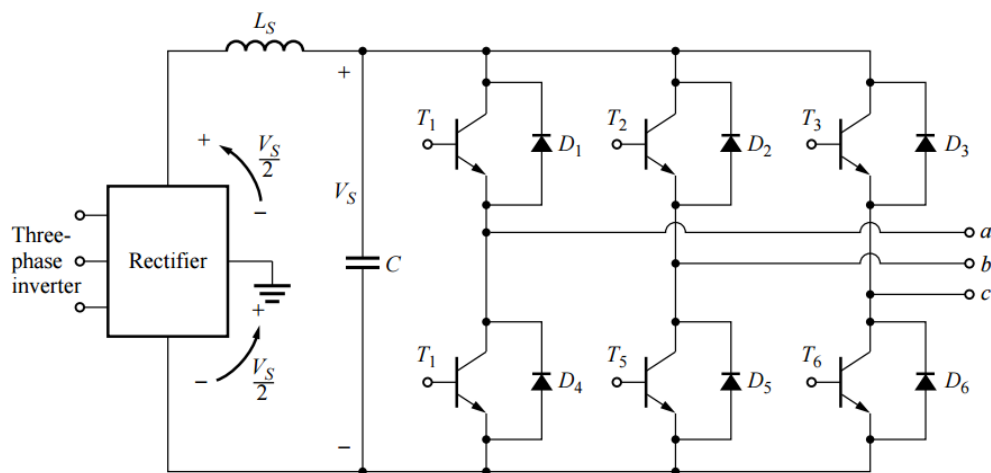 L_S
+
T_1
D_1
T_2
D_2
T_3
D_3
+
V_S/2
−
V_S
C
Three-
phase
inverter
Rectifier
a
b
c
+
V_S/2
−
T_1
D_4
T_5
D_5
T_6
D_6
−